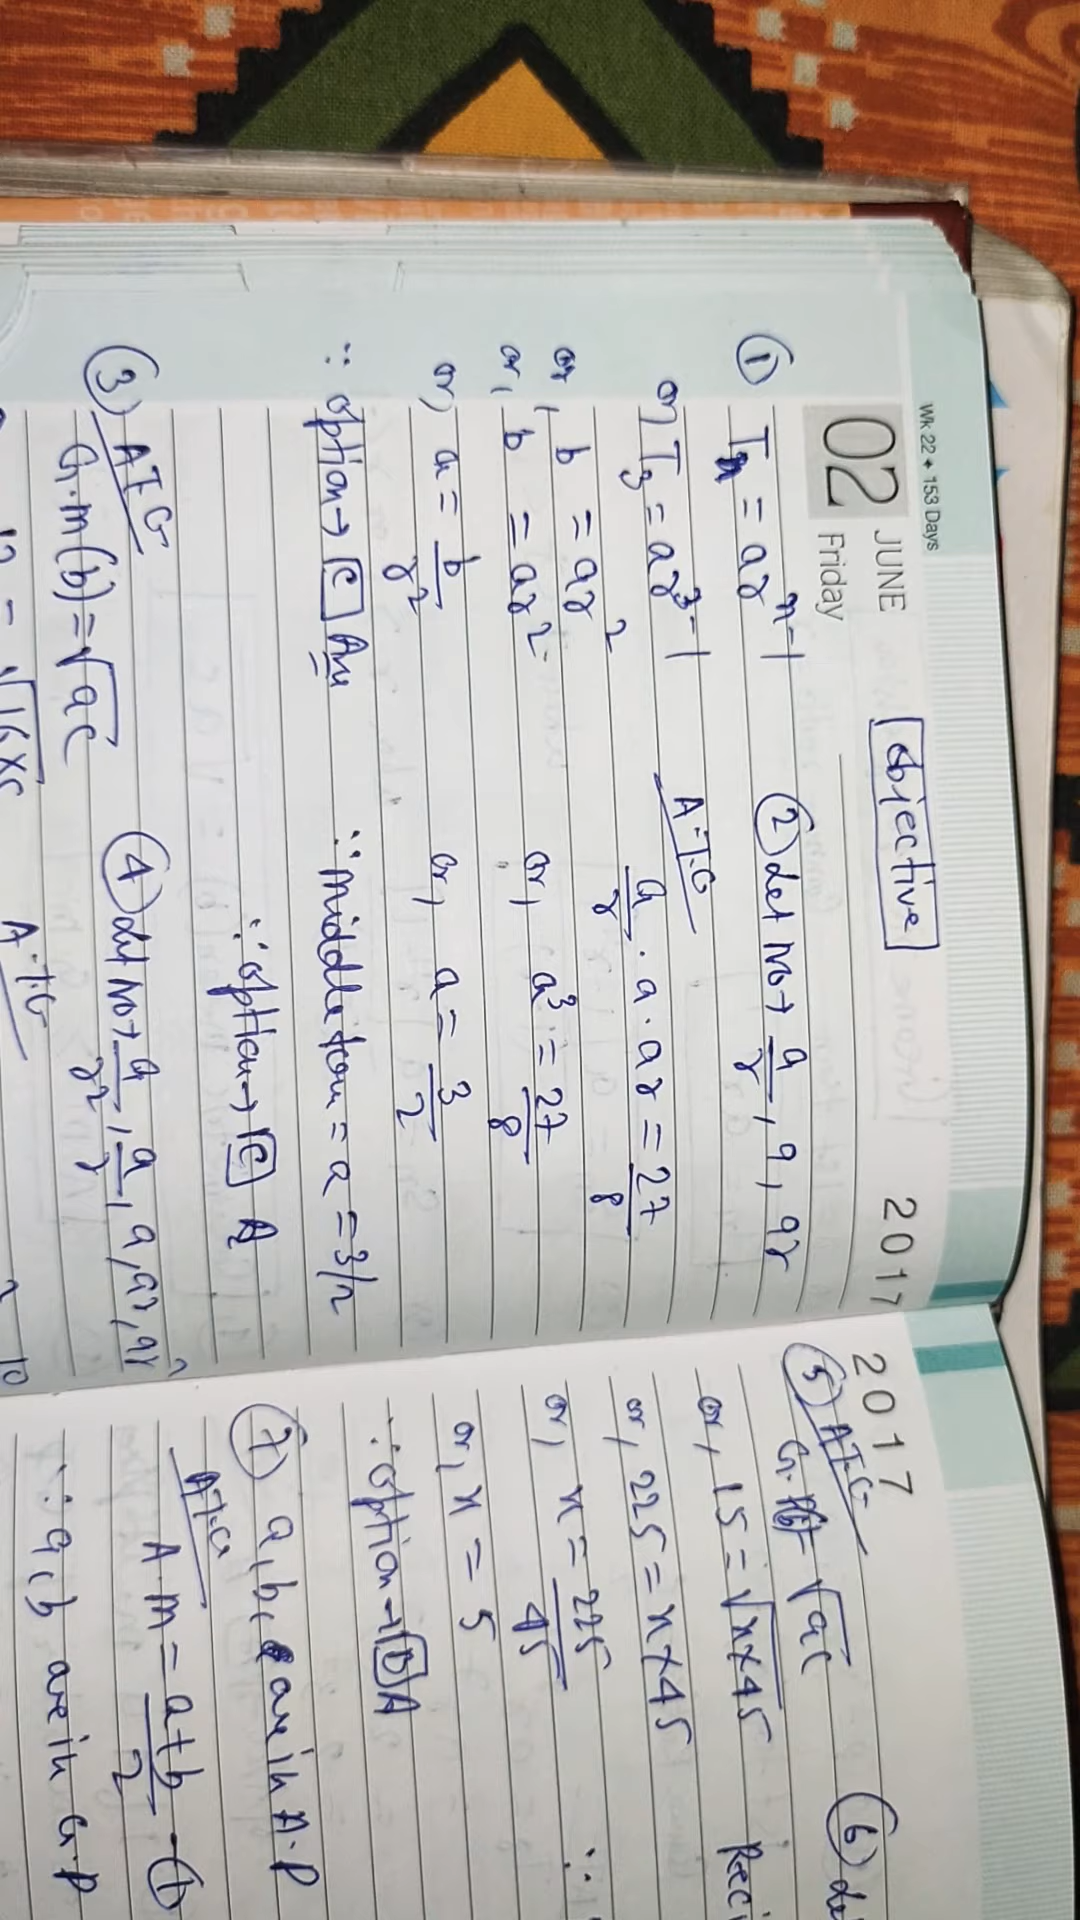 Wk 22 • 153 Days
02 JUNE
Friday
2017
Objective
① Tn = ar^n-1
or, T3 = ar^3-1
or, b = ar^2
or, b = ar^2
or, a = b/r^2
∵ option → [C] Ans
② Let No → a/r, a, ar
A.T.G
a/r . a . ar = 27/8
or, a^3 = 27/8
or, a = 3/2
∵ middle term = a = 3/2
∵ option → [C] A
③ A.T.G
G.m(b) = √ac
④ Let No → a/r^2, a/r, a, ar, ar^2
A.T.G
2017
⑤ A.T.G
= √ac
or, 15 = √x×45
or, 225 = x×45
or, x = 225/45
or, x = 5
∵ option → [D] A
⑥
Reci
⑦ a, b, c are in A.P
A.T.G
A.m = a+b/2 - ①
∵ a, b are in G.P